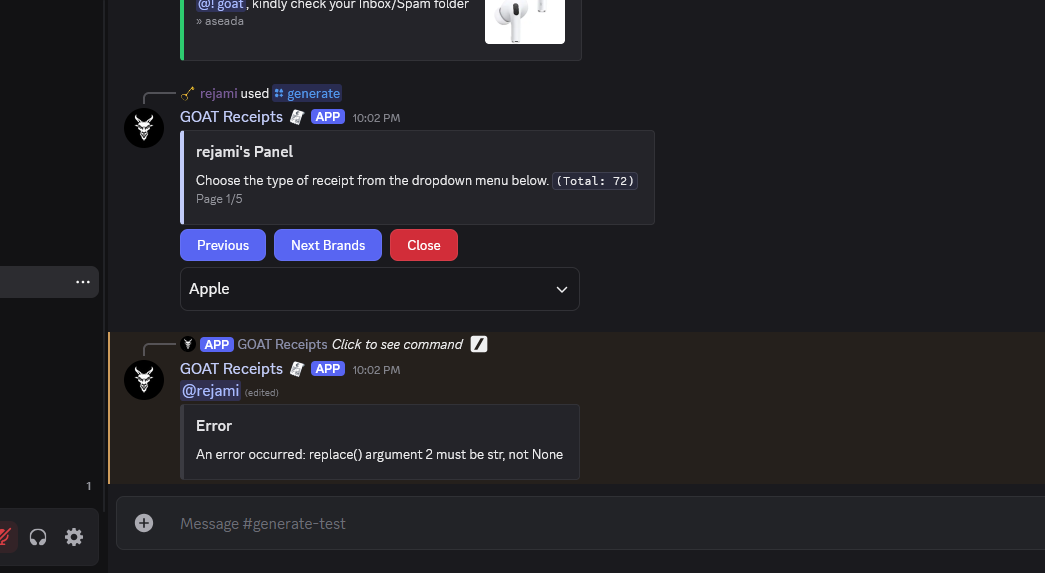 @! goat, kindly check your Inbox/Spam folder
» aseada
rejami used generate
GOAT Receipts APP 10:02 PM
rejami's Panel
Choose the type of receipt from the dropdown menu below. (Total: 72)
Page 1/5
Previous Next Brands Close
Apple
APP GOAT Receipts Click to see command
GOAT Receipts APP 10:02 PM
@rejami (edited)
Error
An error occurred: replace() argument 2 must be str, not None
1
Message #generate-test